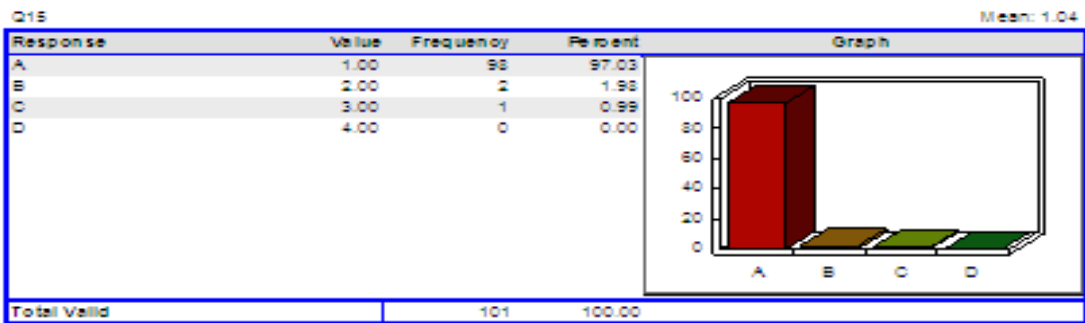 Q15 Mean: 1.04
Response Value Frequency Percent Graph
A 1.00 98 97.03
B 2.00 2 1.98
C 3.00 1 0.99
D 4.00 0 0.00
100
80
60
40
20
0
A B C D
Total Valid 101 100.00